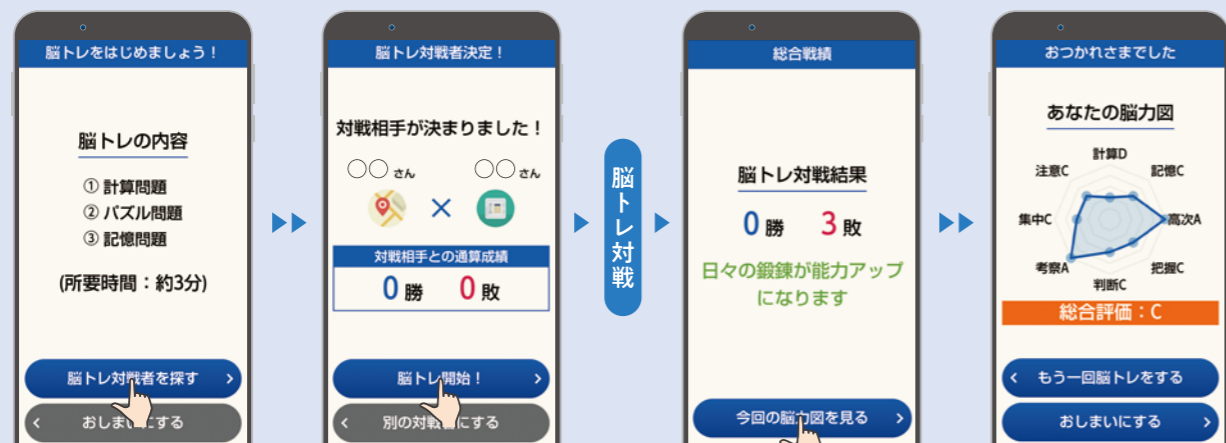 脳トレをはじめましょう！
脳トレの内容
① 計算問題
② パズル問題
③ 記憶問題
(所要時間：約3分)
脳トレ対戦者を探す
おしまいにする
脳トレ対戦者決定！
対戦相手が決まりました！
○○さん ○○さん
×
対戦相手との通算成績
0勝 0敗
脳トレ開始！
別の対戦者にする
脳トレ対戦
総合戦績
脳トレ対戦結果
0勝 3敗
日々の鍛錬が能力アップ
になります
今回の脳力図を見る
おつかれさまでした
あなたの脳力図
計算D
注意C 記憶C
集中C 高次A
考察A 把握C
判断C
総合評価：C
もう一回脳トレをする
おしまいにする